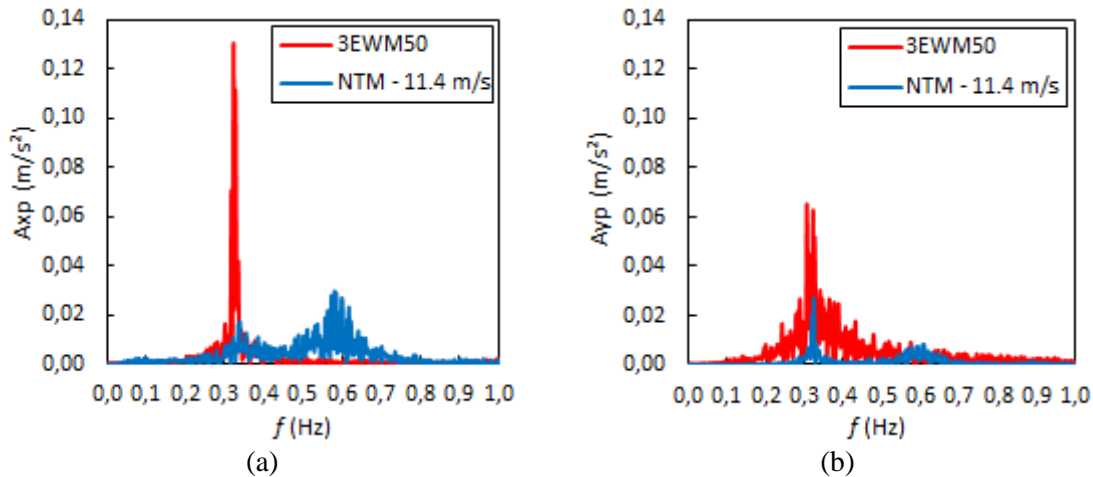 0,14
0,12
0,10
0,08
0,06
0,04
0,02
0,00
Axp (m/s²)
3EWM50
NTM - 11.4 m/s
0,0 0,1 0,2 0,3 0,4 0,5 0,6 0,7 0,8 0,9 1,0
f (Hz)
(a)
0,14
0,12
0,10
0,08
0,06
0,04
0,02
0,00
Ayp (m/s²)
3EWM50
NTM - 11.4 m/s
0,0 0,1 0,2 0,3 0,4 0,5 0,6 0,7 0,8 0,9 1,0
f (Hz)
(b)